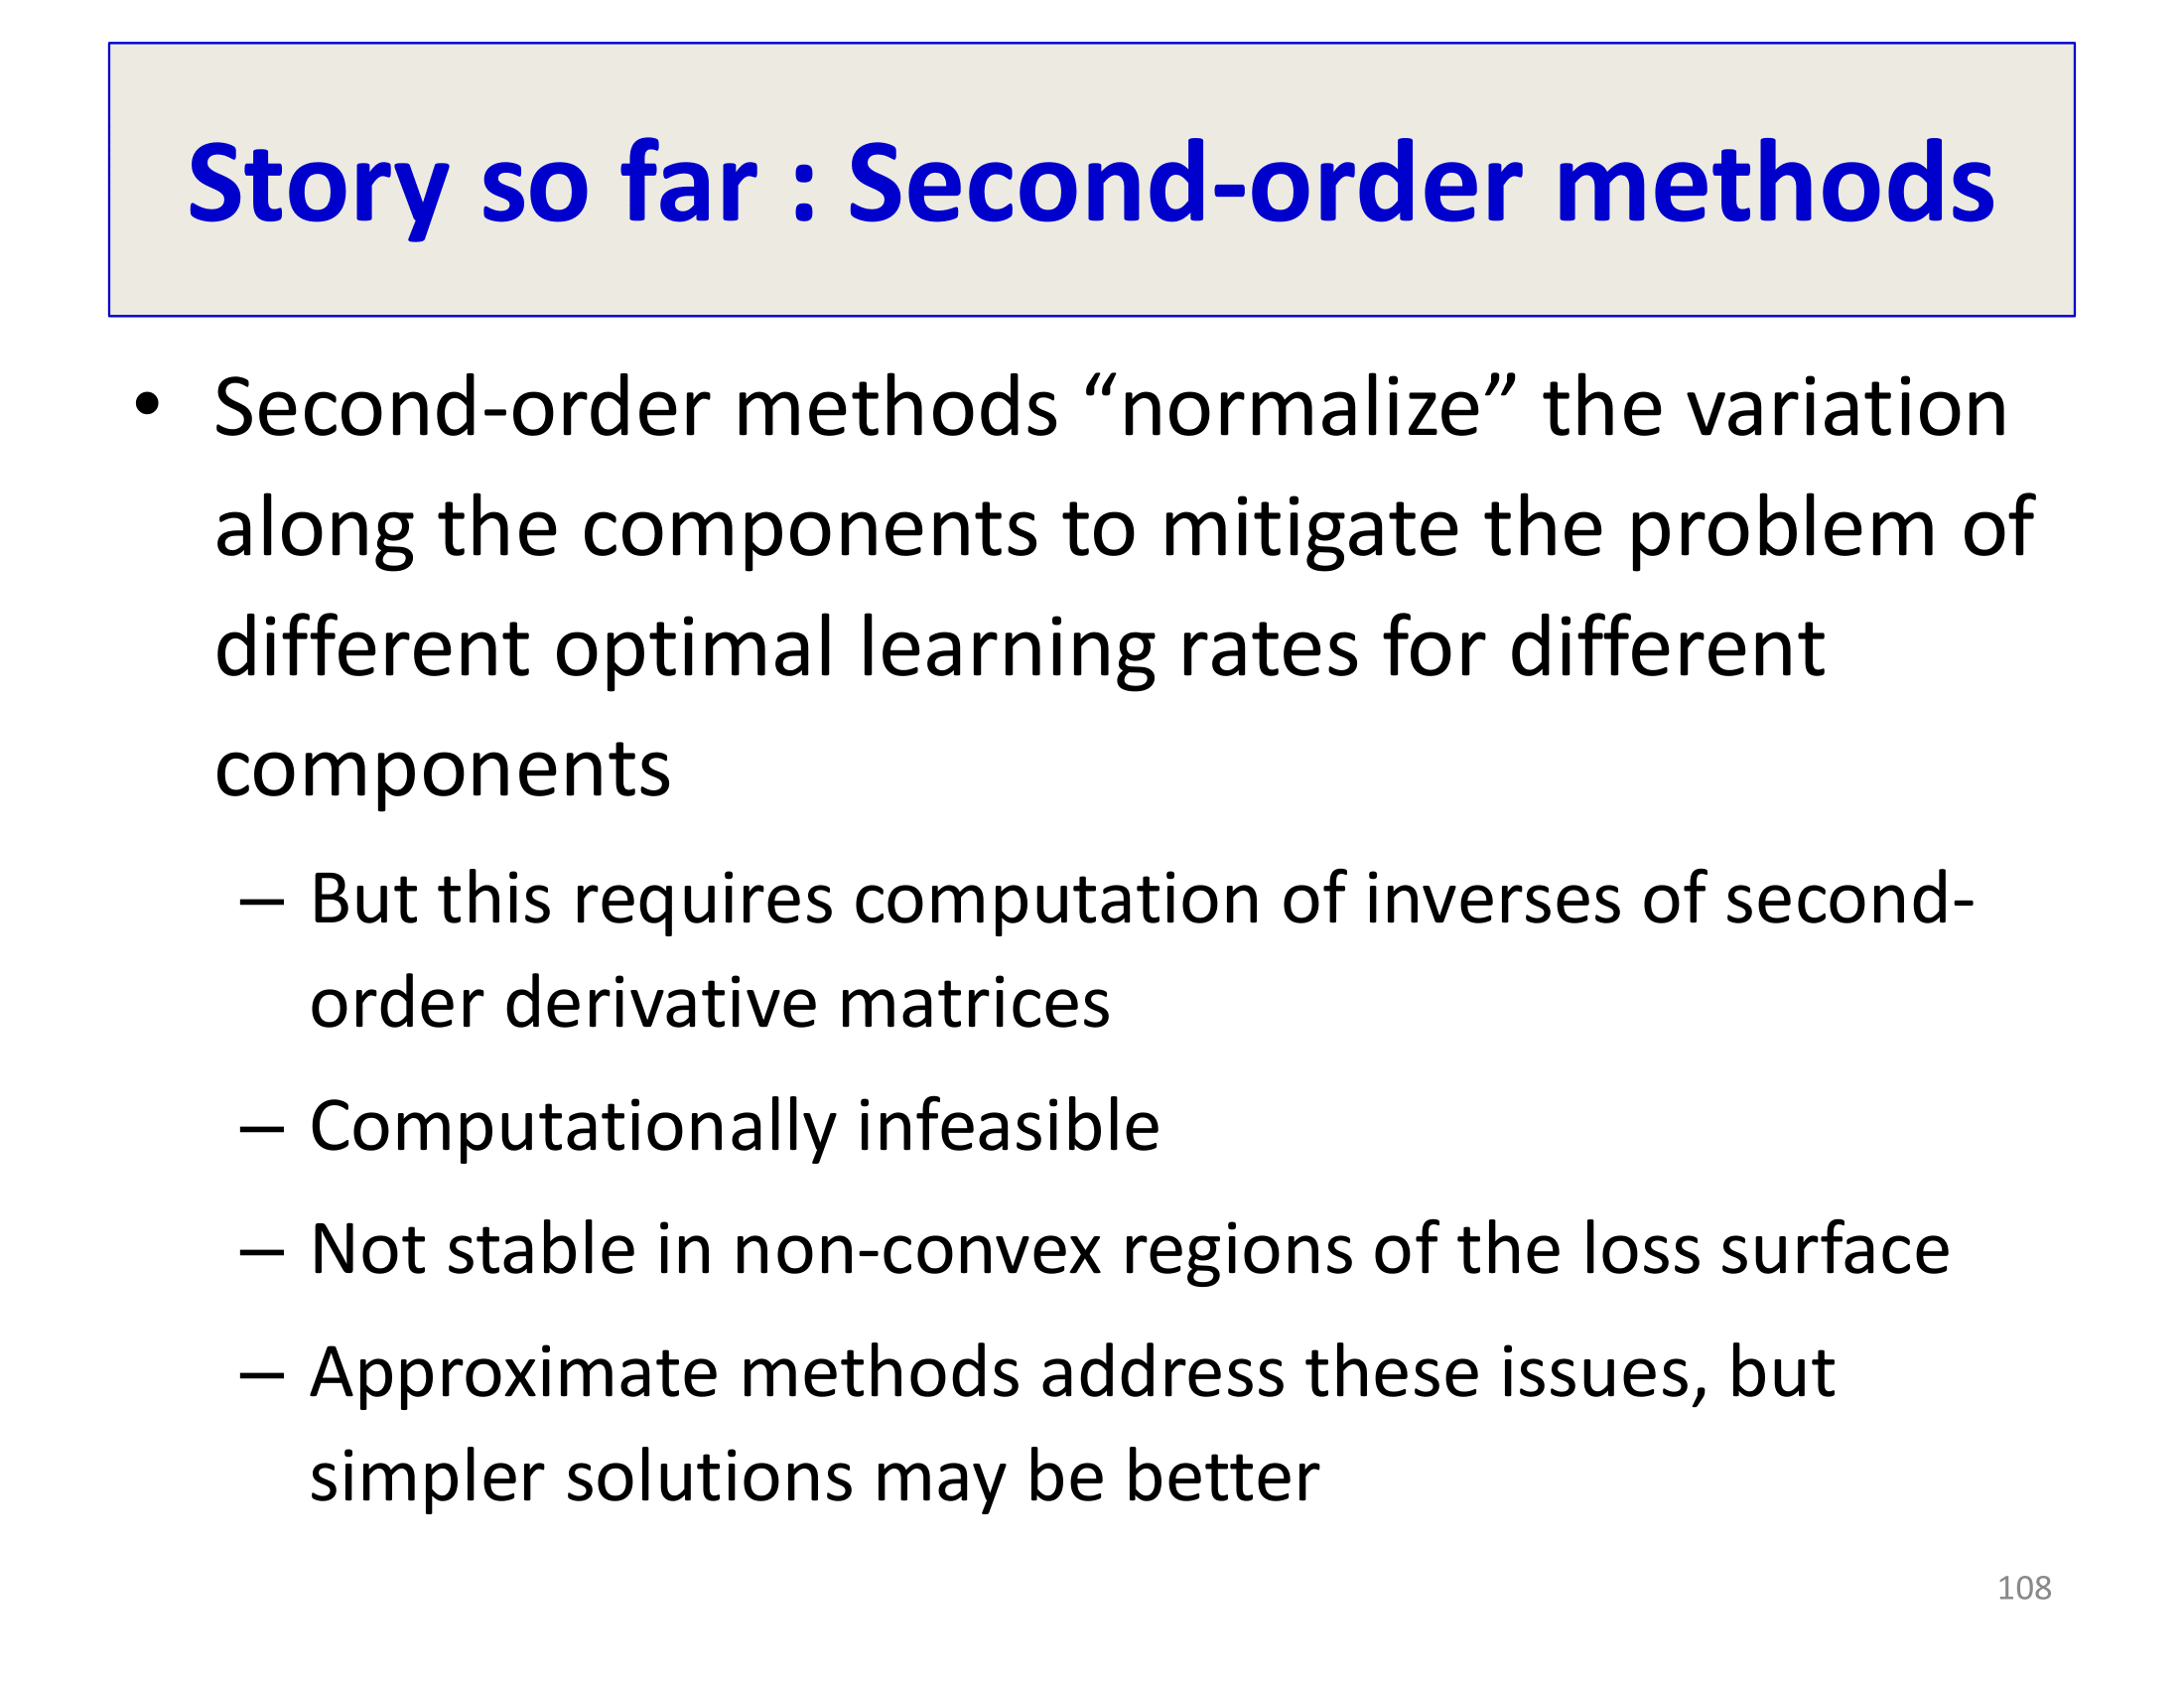 Story so far : Second-order methods
• Second-order methods “normalize” the variation
along the components to mitigate the problem of
different optimal learning rates for different
components
– But this requires computation of inverses of second-
order derivative matrices
– Computationally infeasible
– Not stable in non-convex regions of the loss surface
– Approximate methods address these issues, but
simpler solutions may be better
108